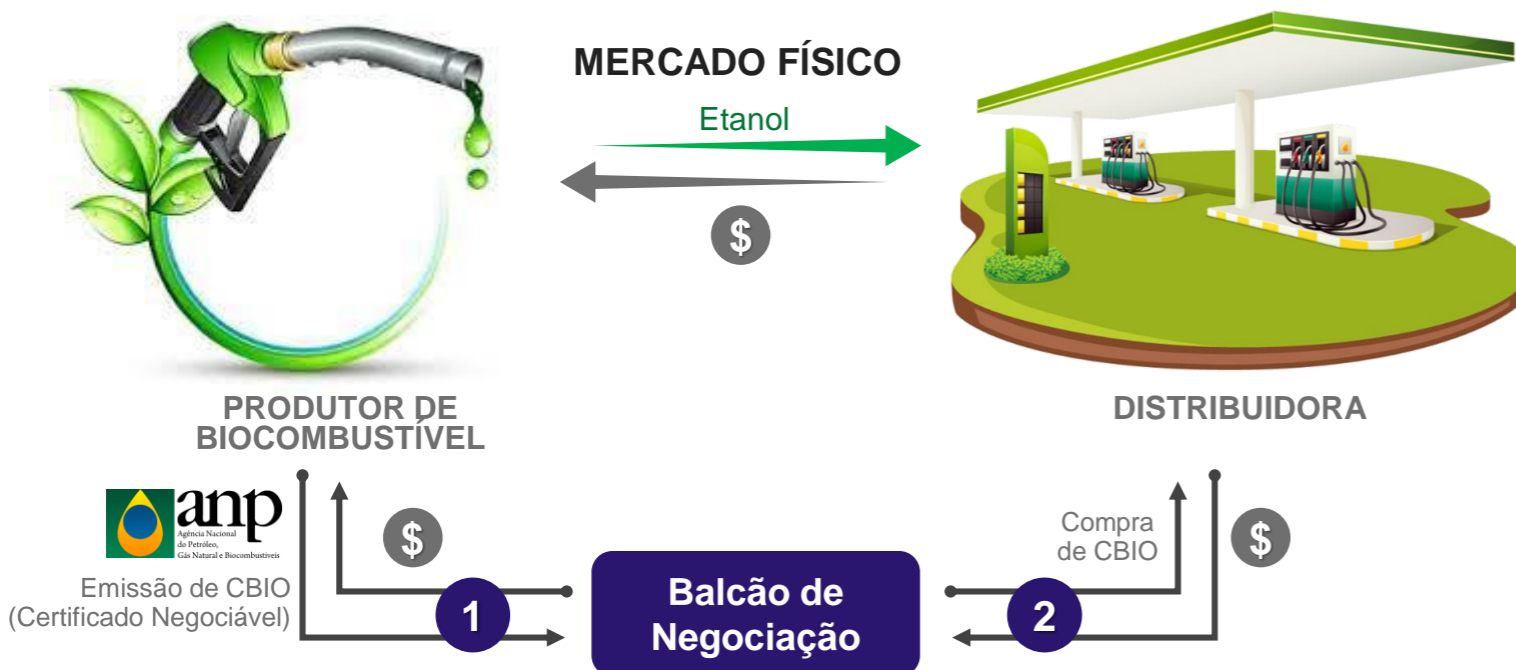 MERCADO FÍSICO
Etanol
$
PRODUTOR DE
BIOCOMBUSTÍVEL
DISTRIBUIDORA
anp
Agência Nacional
do Petróleo,
Gás Natural e Biocombustíveis
Emissão de CBIO
(Certificado Negociável)
$
1
Balcão de
Negociação
Compra
de CBIO
$
2